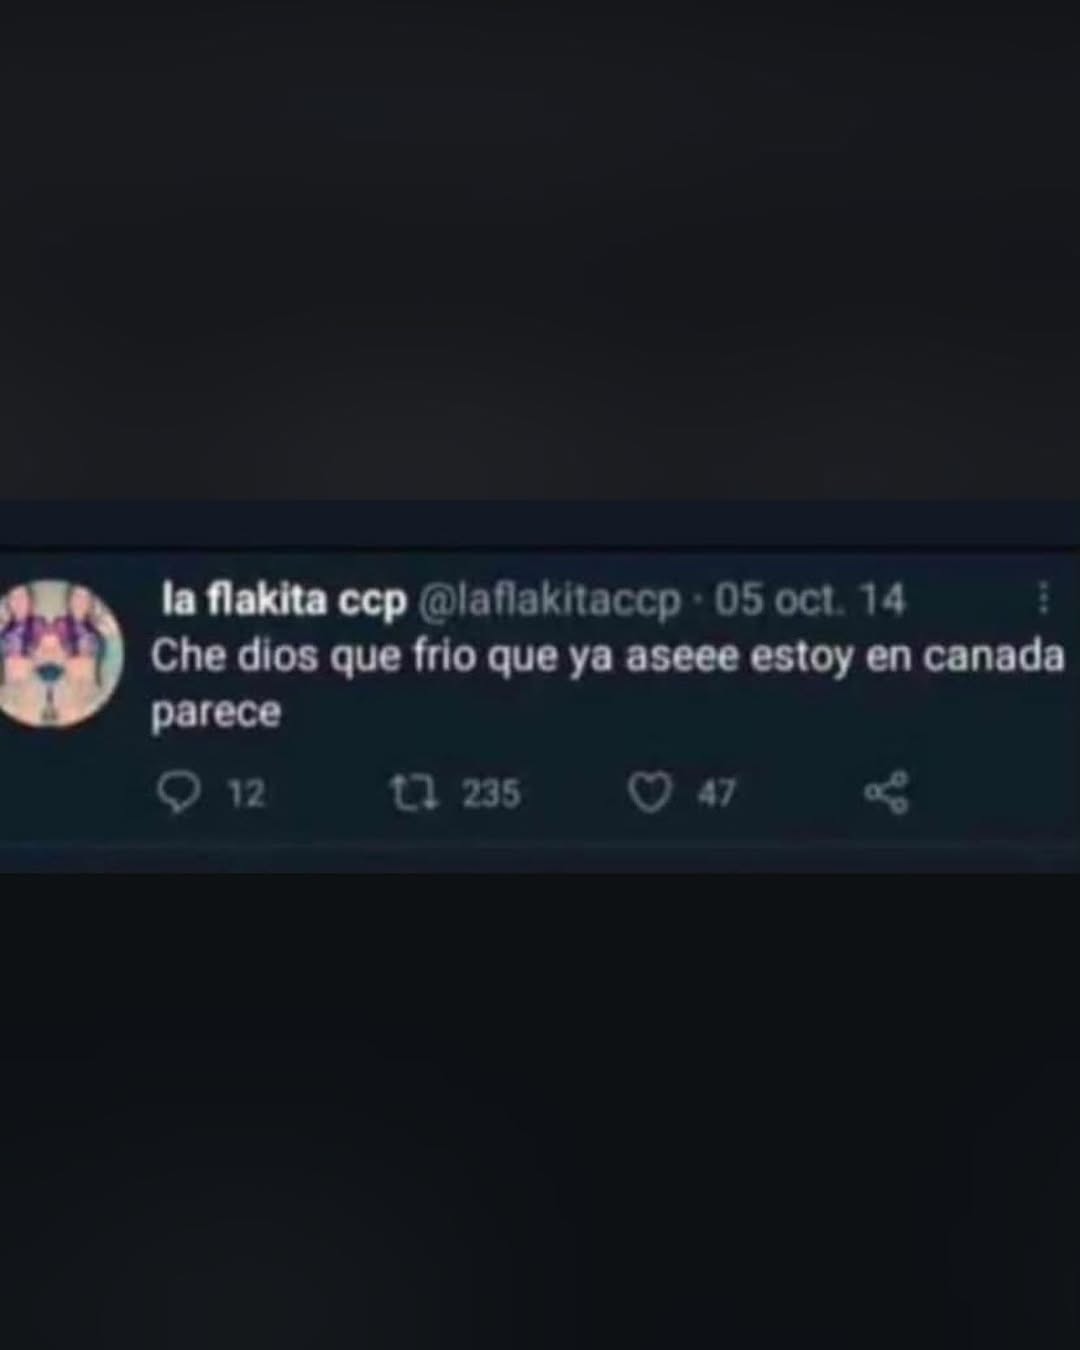 la flakita ccp @laflakitaccp · 05 oct. 14
Che dios que frio que ya aseee estoy en canada
parece
12 235 47